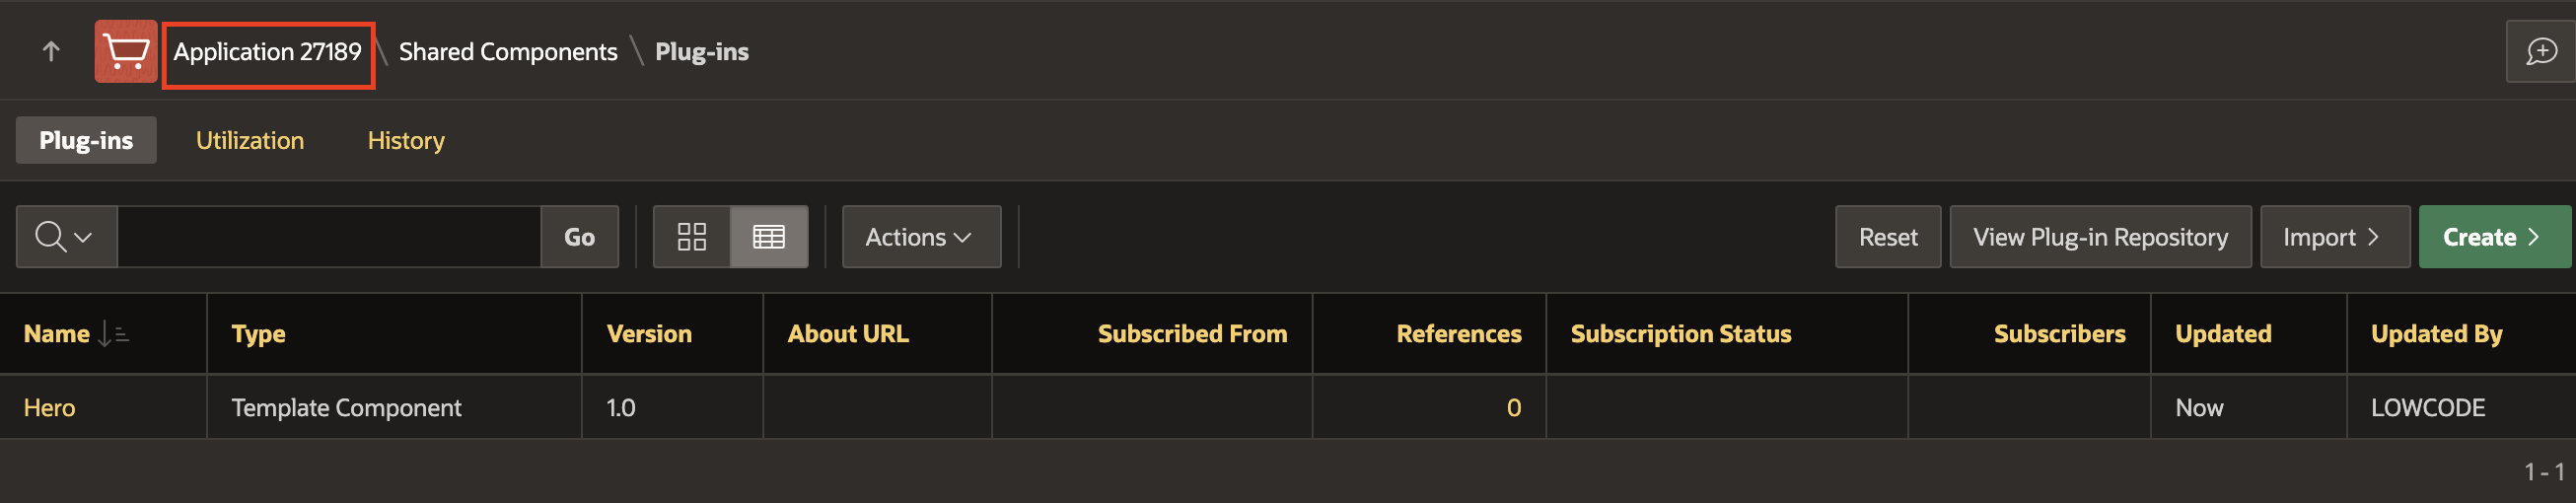 Application 27189 \ Shared Components \ Plug-ins
Plug-ins Utilization History
Go Actions Reset View Plug-in Repository Import Create
Name Type Version About URL Subscribed From References Subscription Status Subscribers Updated Updated By
Hero Template Component 1.0 0 Now LOWCODE
1 - 1